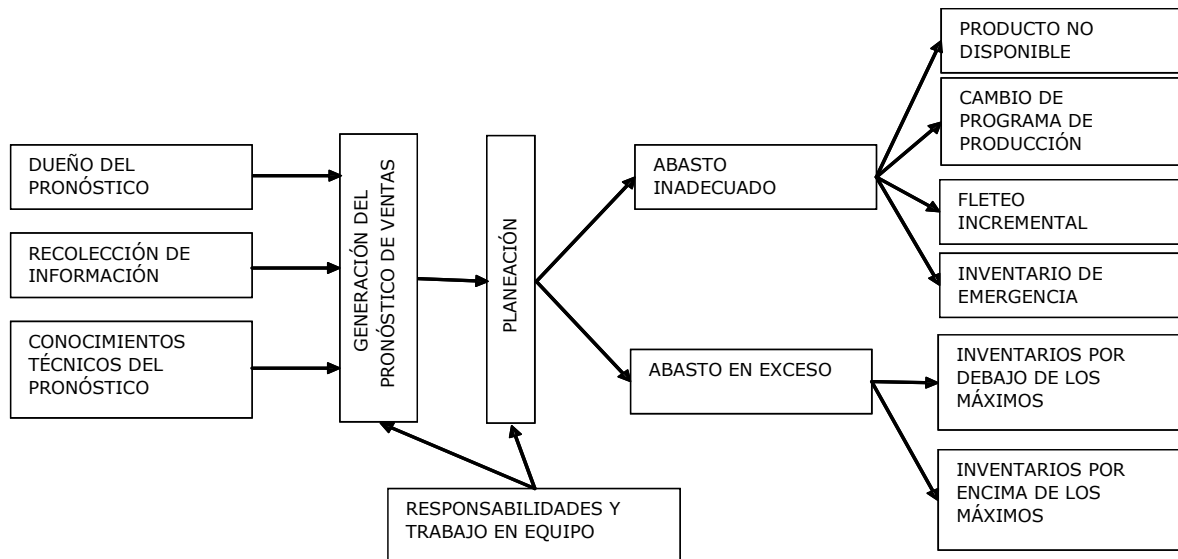 DUEÑO DEL
PRONÓSTICO
RECOLECCIÓN DE
INFORMACIÓN
CONOCIMIENTOS
TÉCNICOS DEL
PRONÓSTICO
GENERACIÓN DEL
PRONÓSTICO DE VENTAS
PLANEACIÓN
RESPONSABILIDADES Y
TRABAJO EN EQUIPO
ABASTO
INADECUADO
ABASTO EN EXCESO
PRODUCTO NO
DISPONIBLE
CAMBIO DE
PROGRAMA DE
PRODUCCIÓN
FLETEO
INCREMENTAL
INVENTARIO DE
EMERGENCIA
INVENTARIOS POR
DEBAJO DE LOS
MÁXIMOS
INVENTARIOS POR
ENCIMA DE LOS
MÁXIMOS